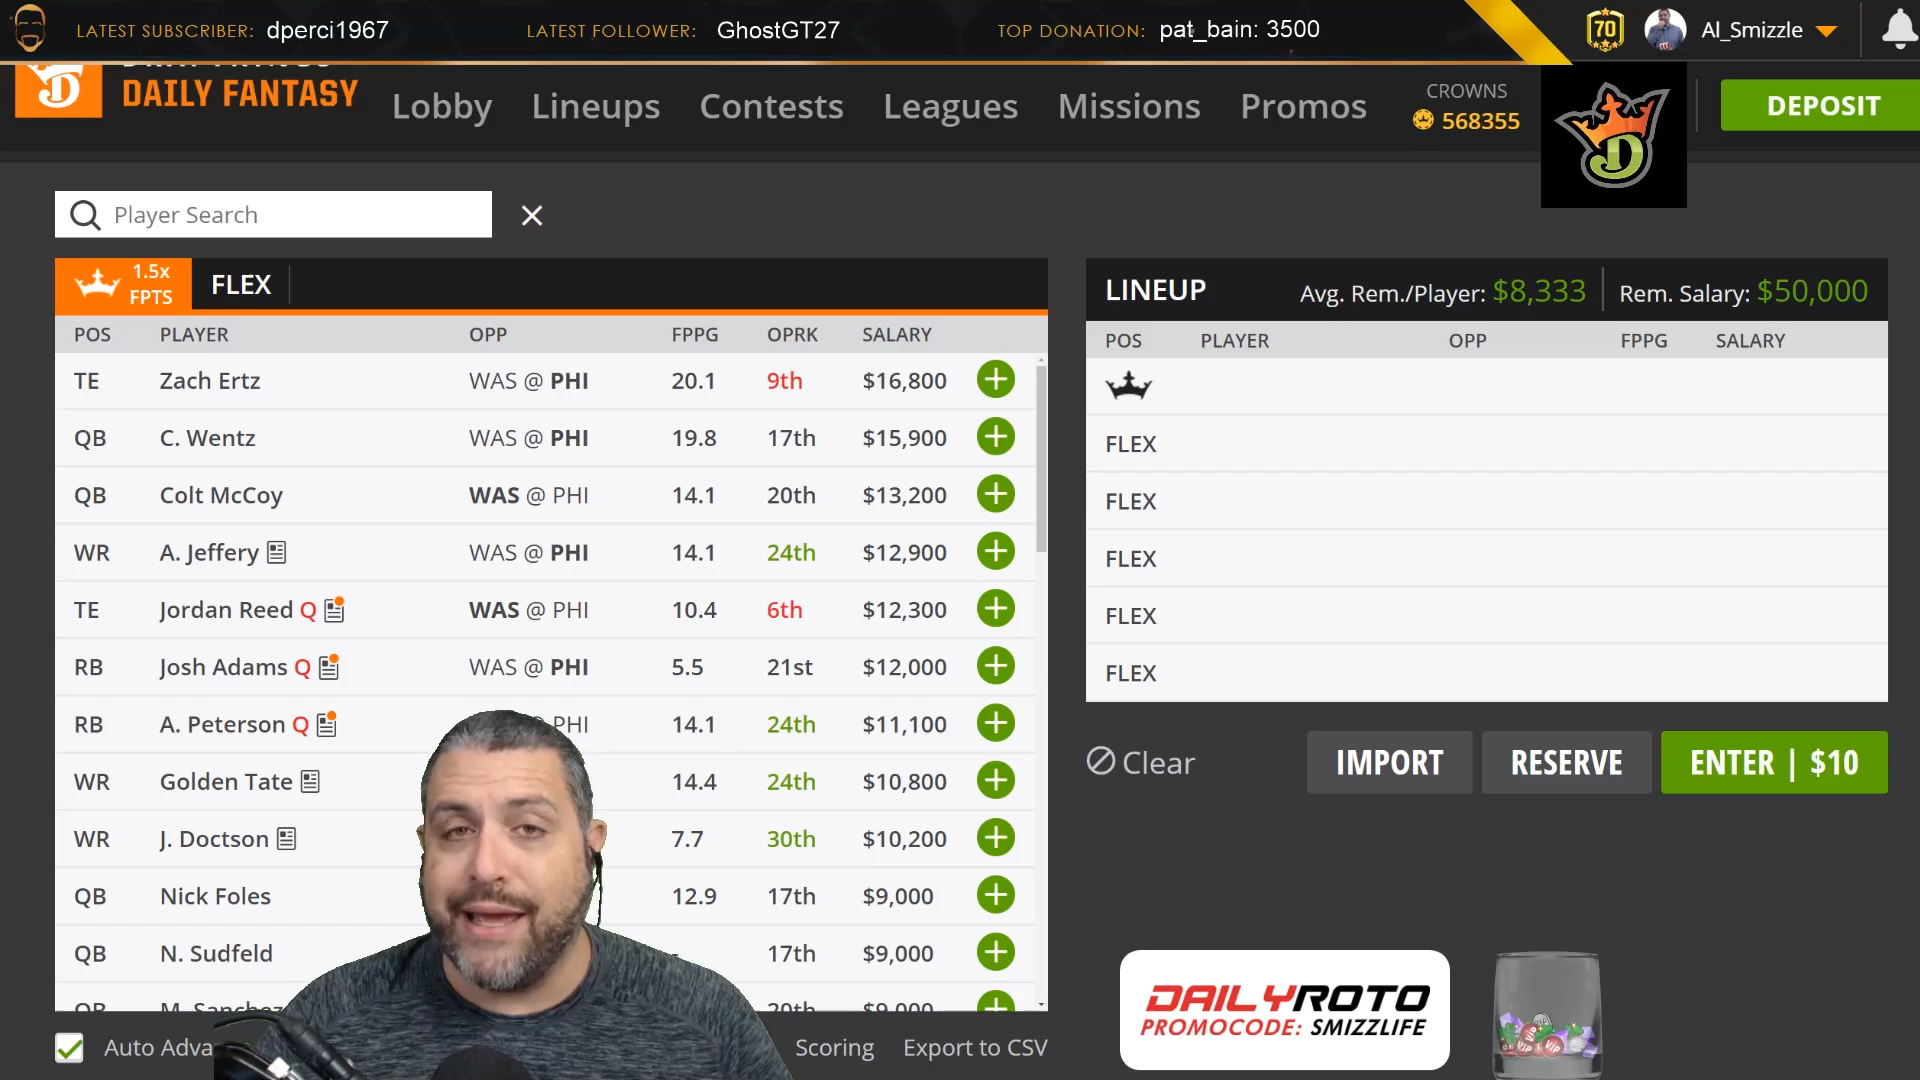 LATEST SUBSCRIBER: dperci1967
LATEST FOLLOWER: GhostGT27
TOP DONATION: pat_bain: 3500
70
Al_Smizzle
DAILY FANTASY
Lobby
Lineups
Contests
Leagues
Missions
Promos
CROWNS
568355
DEPOSIT
Player Search
1.5x
FPTS
FLEX
POS PLAYER OPP FPPG OPRK SALARY
TE Zach Ertz WAS @ PHI 20.1 9th $16,800
QB C. Wentz WAS @ PHI 19.8 17th $15,900
QB Colt McCoy WAS @ PHI 14.1 20th $13,200
WR A. Jeffery WAS @ PHI 14.1 24th $12,900
TE Jordan Reed Q WAS @ PHI 10.4 6th $12,300
RB Josh Adams Q WAS @ PHI 5.5 21st $12,000
RB A. Peterson Q PHI 14.1 24th $11,100
WR Golden Tate 14.4 24th $10,800
WR J. Doctson 7.7 30th $10,200
QB Nick Foles 12.9 17th $9,000
QB N. Sudfeld - 17th $9,000
QB M. Sanchez 20th $9,000
Auto Adva
Scoring
Export to CSV
LINEUP Avg. Rem./Player: $8,333 Rem. Salary: $50,000
POS PLAYER OPP FPPG SALARY
FLEX
FLEX
FLEX
FLEX
FLEX
Clear
IMPORT
RESERVE
ENTER | $10
DAILYROTO
PROMOCODE: SMIZZLIFE